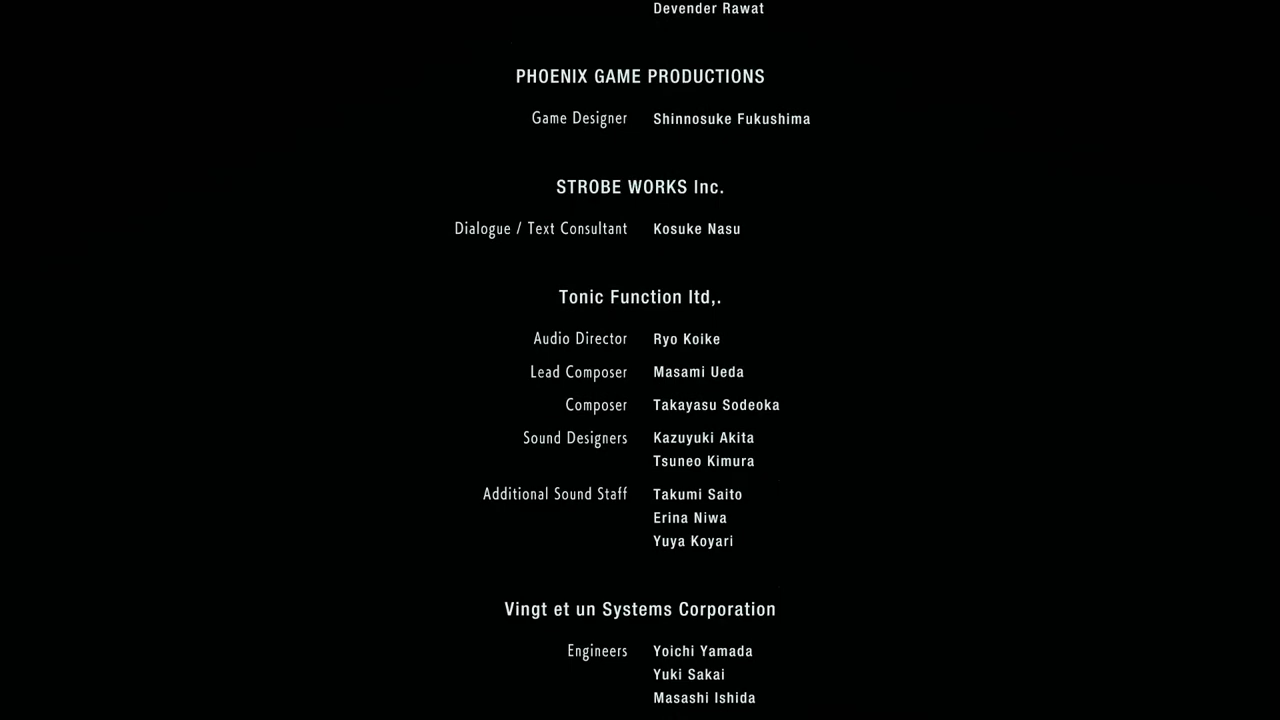 Devender Rawat
PHOENIX GAME PRODUCTIONS
Game Designer Shinnosuke Fukushima
STROBE WORKS Inc.
Dialogue / Text Consultant Kosuke Nasu
Tonic Function ltd,.
Audio Director Ryo Koike
Lead Composer Masami Ueda
Composer Takayasu Sodeoka
Sound Designers Kazuyuki Akita
Tsuneo Kimura
Additional Sound Staff Takumi Saito
Erina Niwa
Yuya Koyari
Vingt et un Systems Corporation
Engineers Yoichi Yamada
Yuki Sakai
Masashi Ishida